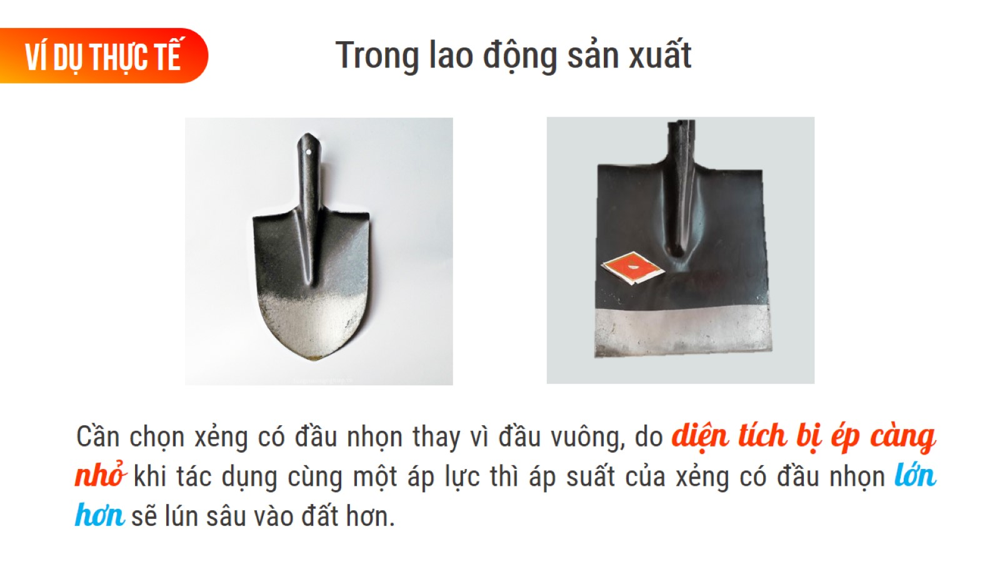 VÍ DỤ THỰC TẾ
Trong lao động sản xuất
Cần chọn xẻng có đầu nhọn thay vì đầu vuông, do diện tích bị ép càng
nhỏ khi tác dụng cùng một áp lực thì áp suất của xẻng có đầu nhọn lớn
hơn sẽ lún sâu vào đất hơn.